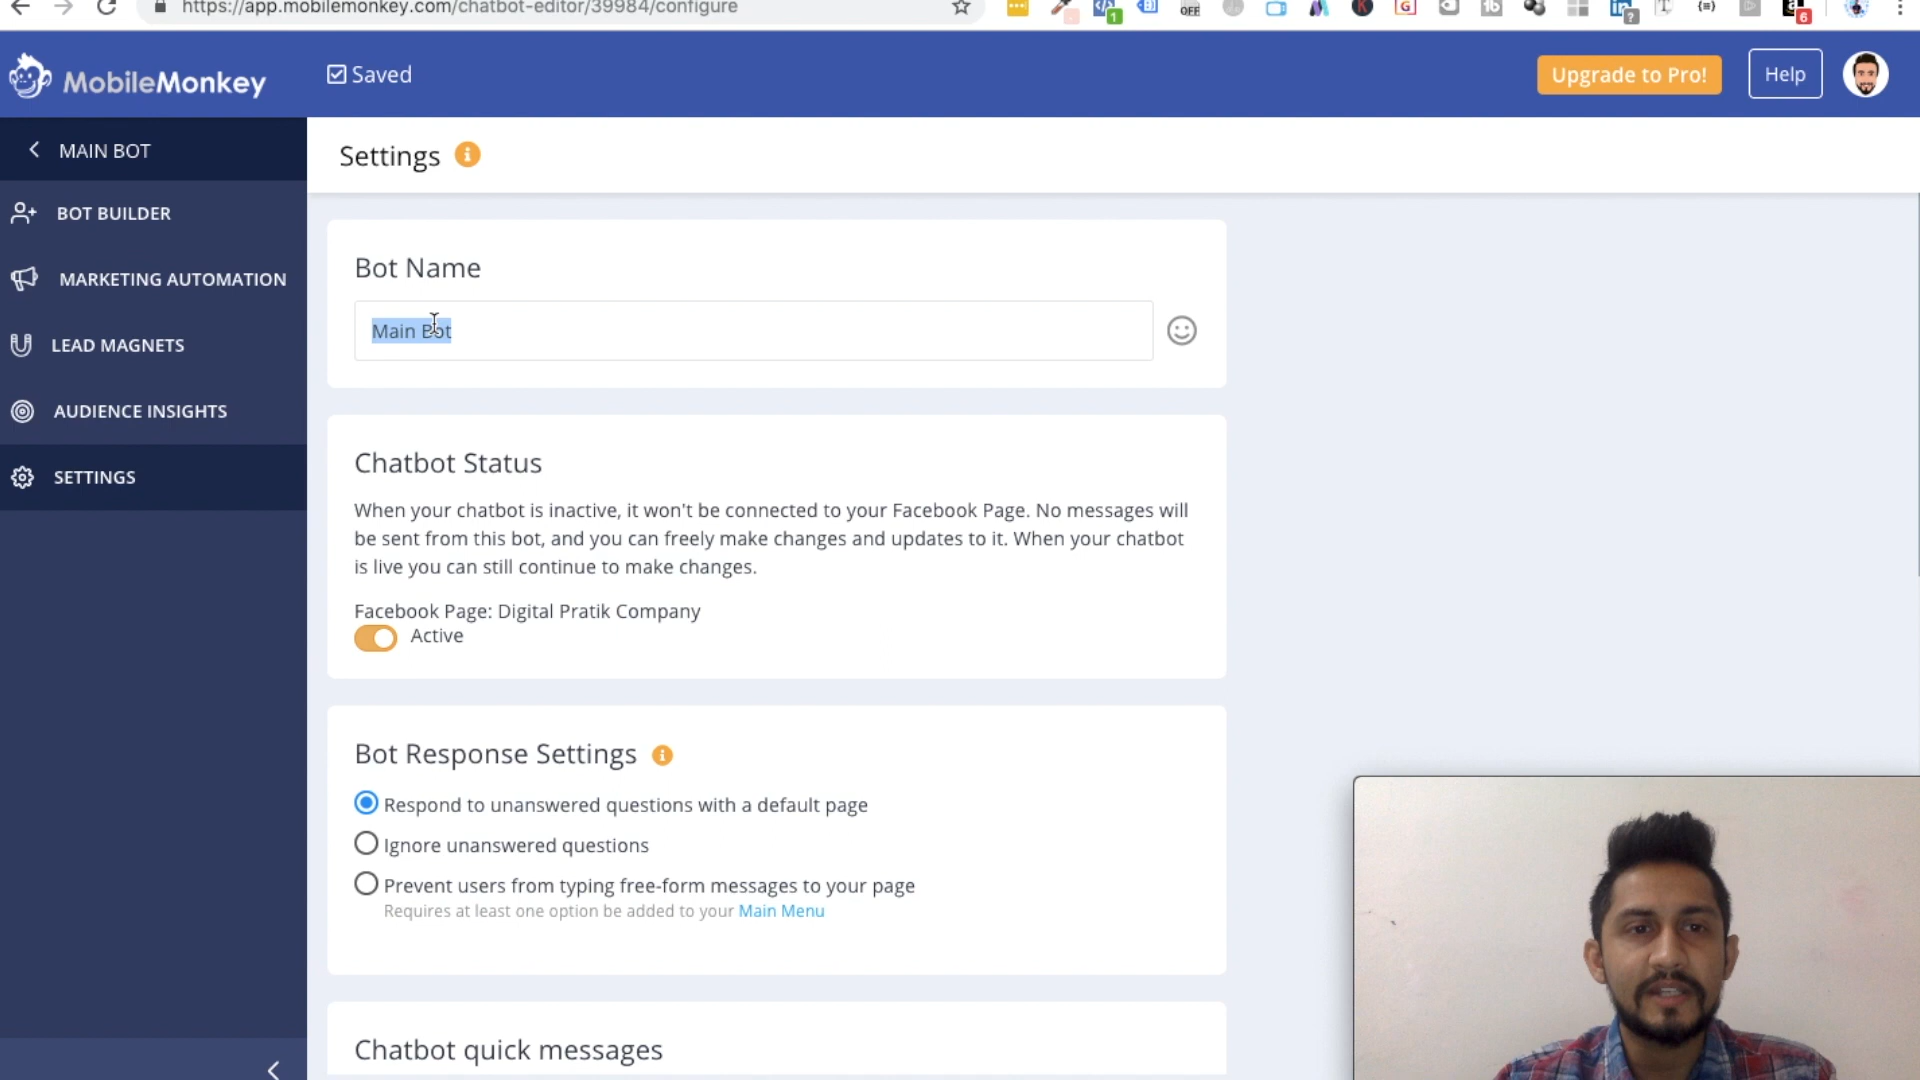 https://app.mobilemonkey.com/chatbot-editor/39984/configure
OFF
1
?
6
MobileMonkey
Saved
Upgrade to Pro!
Help
MAIN BOT
Settings
BOT BUILDER
MARKETING AUTOMATION
LEAD MAGNETS
AUDIENCE INSIGHTS
SETTINGS
Bot Name
Main Bot
Chatbot Status
When your chatbot is inactive, it won't be connected to your Facebook Page. No messages will
be sent from this bot, and you can freely make changes and updates to it. When your chatbot
is live you can still continue to make changes.
Facebook Page: Digital Pratik Company
Active
Bot Response Settings
Respond to unanswered questions with a default page
Ignore unanswered questions
Prevent users from typing free-form messages to your page
Requires at least one option be added to your Main Menu
Chatbot quick messages